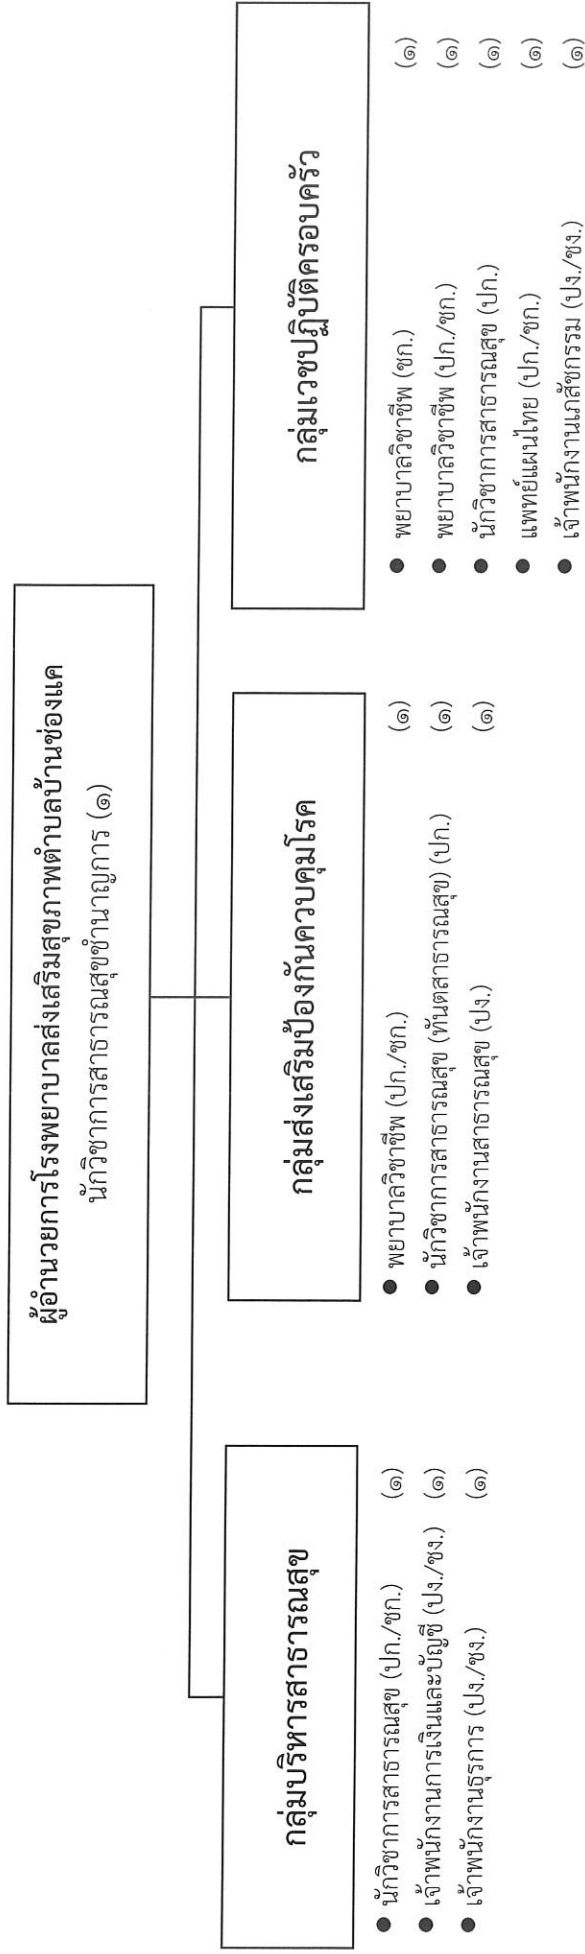 ผู้อำนวยการโรงพยาบาลส่งเสริมสุขภาพตำบลบ้านช่องแค
นักวิชาการสาธารณสุขชำนาญการ (๑)
กลุ่มบริหารสาธารณสุข
● นักวิชาการสาธารณสุข (ปก./ชก.) (๑)
● เจ้าพนักงานการเงินและบัญชี (ปง./ชง.) (๑)
● เจ้าพนักงานธุรการ (ปง./ชง.) (๑)
กลุ่มส่งเสริมป้องกันควบคุมโรค
● พยาบาลวิชาชีพ (ปก./ชก.) (๑)
● นักวิชาการสาธารณสุข (ทันตสาธารณสุข) (ปก.) (๑)
● เจ้าพนักงานสาธารณสุข (ปง.) (๑)
กลุ่มเวชปฏิบัติครอบครัว
● พยาบาลวิชาชีพ (ชก.) (๑)
● พยาบาลวิชาชีพ (ปก./ชก.) (๑)
● นักวิชาการสาธารณสุข (ปก.) (๑)
● แพทย์แผนไทย (ปก./ชก.) (๑)
● เจ้าพนักงานเภสัชกรรม (ปง./ชง.) (๑)